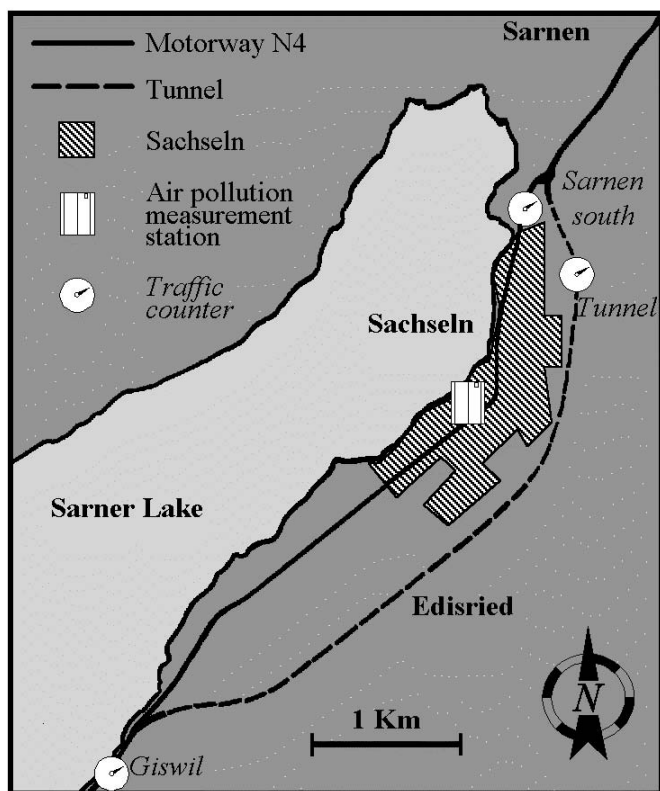 Sarnen
Motorway N4
Tunnel
Sachseln
Air pollution
measurement
station
Traffic
counter
Sarnen
south
Tunnel
Sachseln
Sarner Lake
Edisried
1 Km
N
Giswil